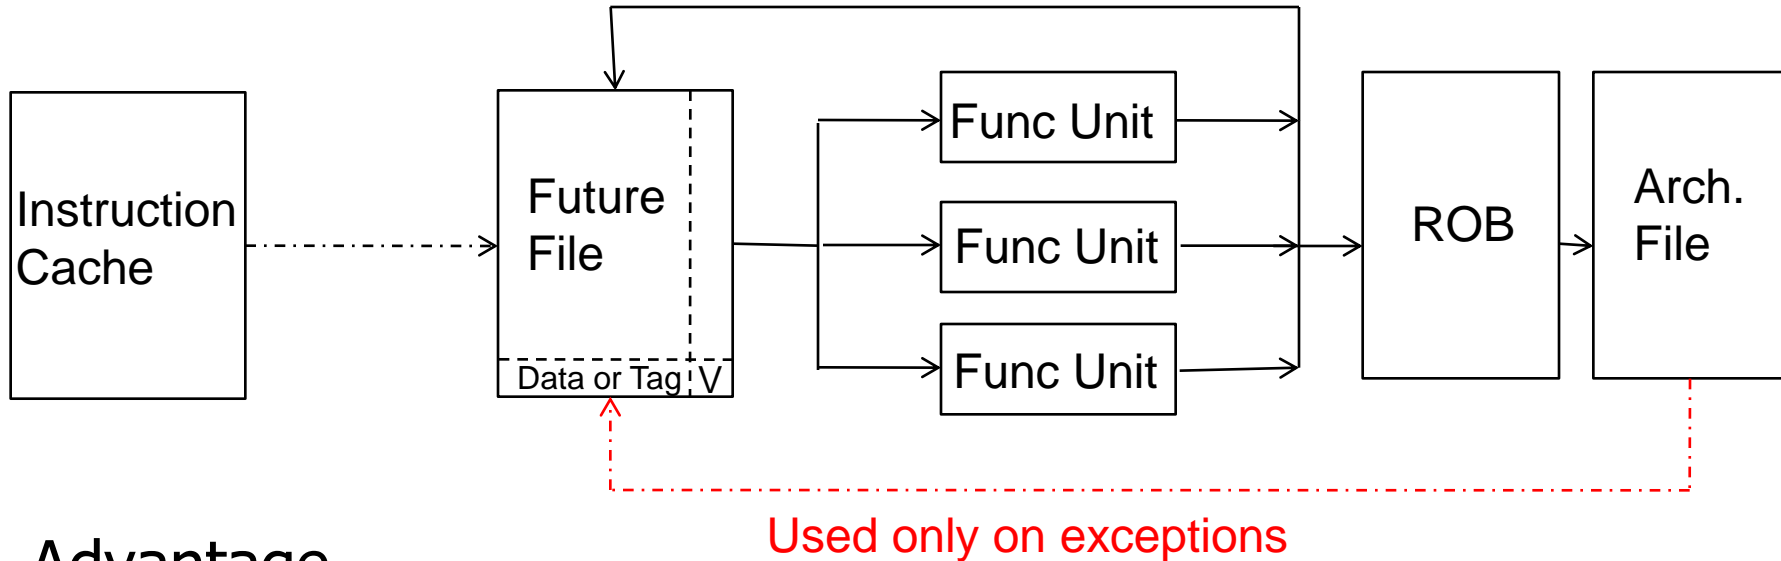 Instruction
Cache
Future
File
Data or Tag
V
Func Unit
Func Unit
Func Unit
ROB
Arch.
File
Used only on exceptions
Advantage